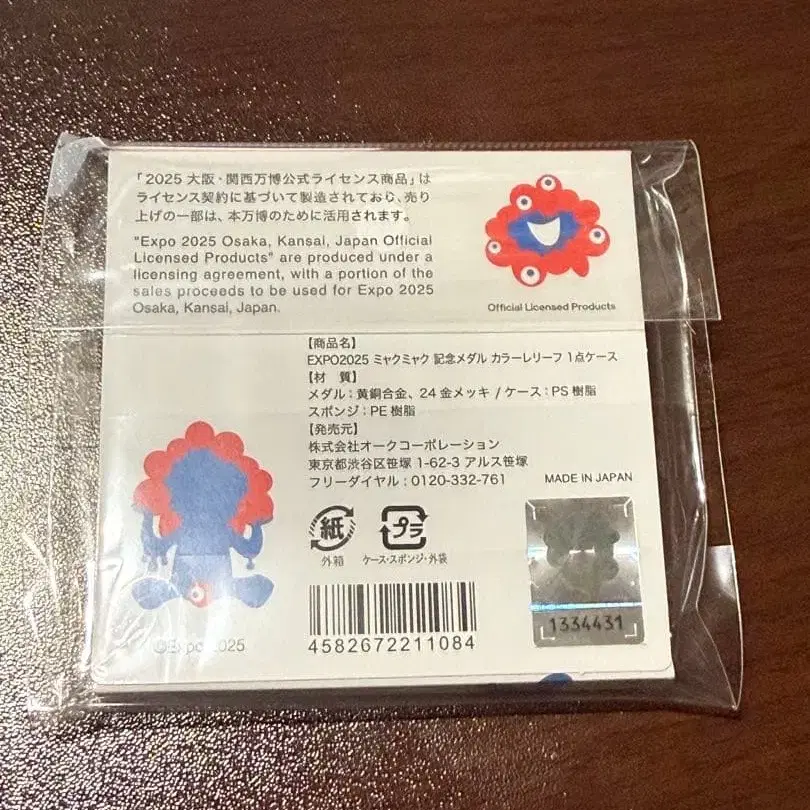 「2025 大阪・関西万博公式ライセンス商品」は
ライセンス契約に基づいて製造されており、売り
上げの一部は、本万博のために活用されます。
"Expo 2025 Osaka, Kansai, Japan Official
Licensed Products" are produced under a
licensing agreement, with a portion of the
sales proceeds to be used for Expo 2025
Osaka, Kansai, Japan.
Official Licensed Products
【商品名】
EXPO2025 ミャクミャク 記念メダル カラーレリーフ 1点ケース
【材　質】
メダル：黄銅合金、24金メッキ / ケース：PS樹脂
スポンジ：PE樹脂
【発売元】
株式会社オークコーポレーション
東京都渋谷区笹塚 1-62-3 アルス笹塚
フリーダイヤル：0120-332-761
MADE IN JAPAN
紙
外箱
プラ
ケース・スポンジ・外袋
4582672211084
1334431
©Expo 2025